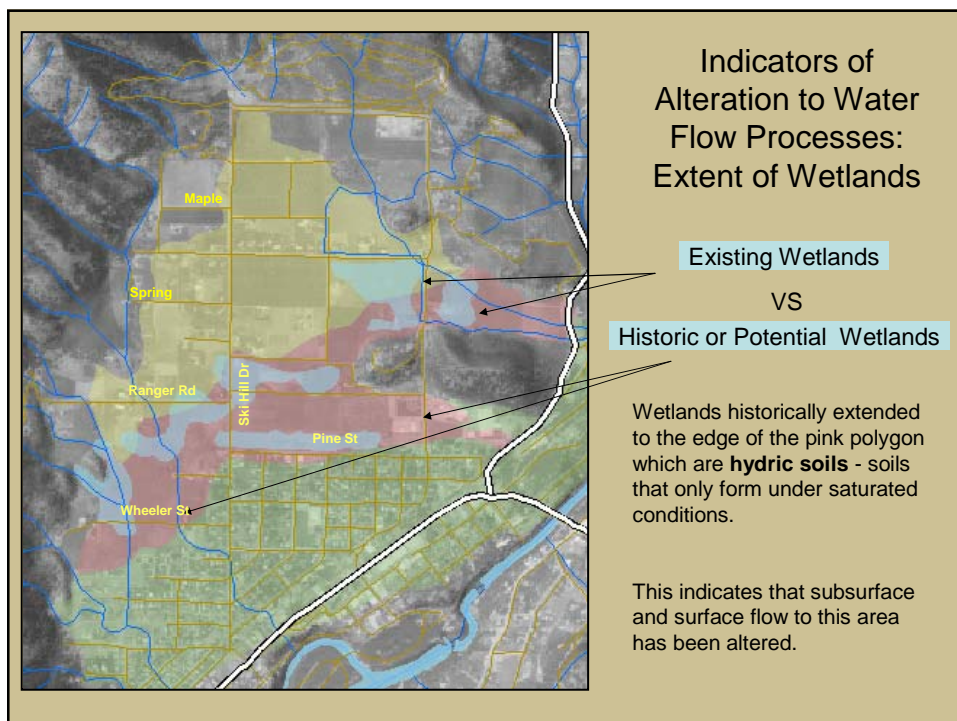 Indicators of
Alteration to Water
Flow Processes:
Extent of Wetlands
Maple
Spring
Ranger Rd
Ski Hill Dr
Pine St
Wheeler St
Existing Wetlands
VS
Historic or Potential Wetlands
Wetlands historically extended
to the edge of the pink polygon
which are hydric soils - soils
that only form under saturated
conditions.
This indicates that subsurface
and surface flow to this area
has been altered.